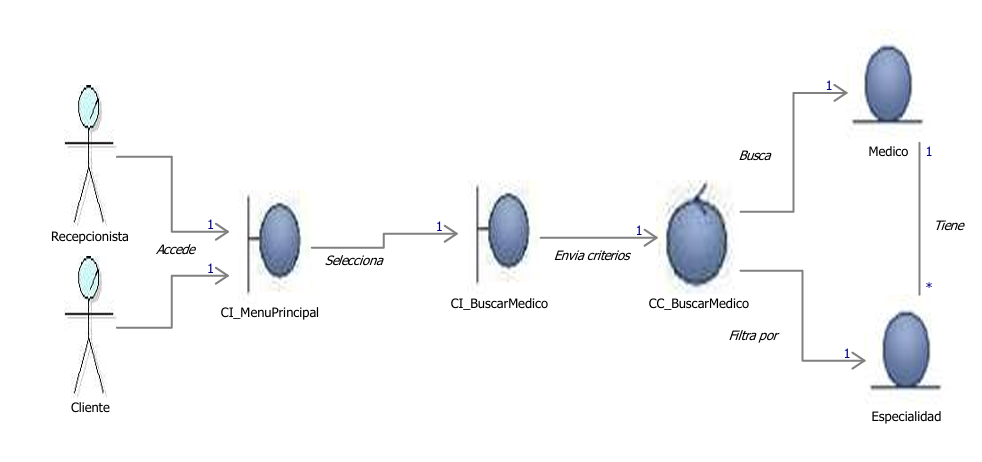 Recepcionista
Cliente
Accede
1
1
CI_MenuPrincipal
Selecciona
1
CI_BuscarMedico
Envia criterios
1
CC_BuscarMedico
Busca
1
Medico
Filtra por
1
Especialidad
1
Tiene
*